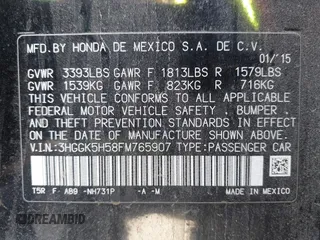 MFD.BY HONDA DE MEXICO S.A. DE C.V.
01/15
GVWR 3393LBS GAWR F 1813LBS R 1579LBS
GVWR 1539KG GAWR F 823KG R 716KG
THIS VEHICLE CONFORMS TO ALL APPLICABLE
FEDERAL MOTOR VEHICLE SAFETY, BUMPER,
AND THEFT PREVENTION STANDARDS IN EFFECT
ON THE DATE OF MANUFACTURE SHOWN ABOVE.
V.I.N.:3HGGK5H58FM765907 TYPE:PASSENGER CAR
T5R F- AB9 -NH731P -A -M MADE IN MEXICO
© DREAMBID